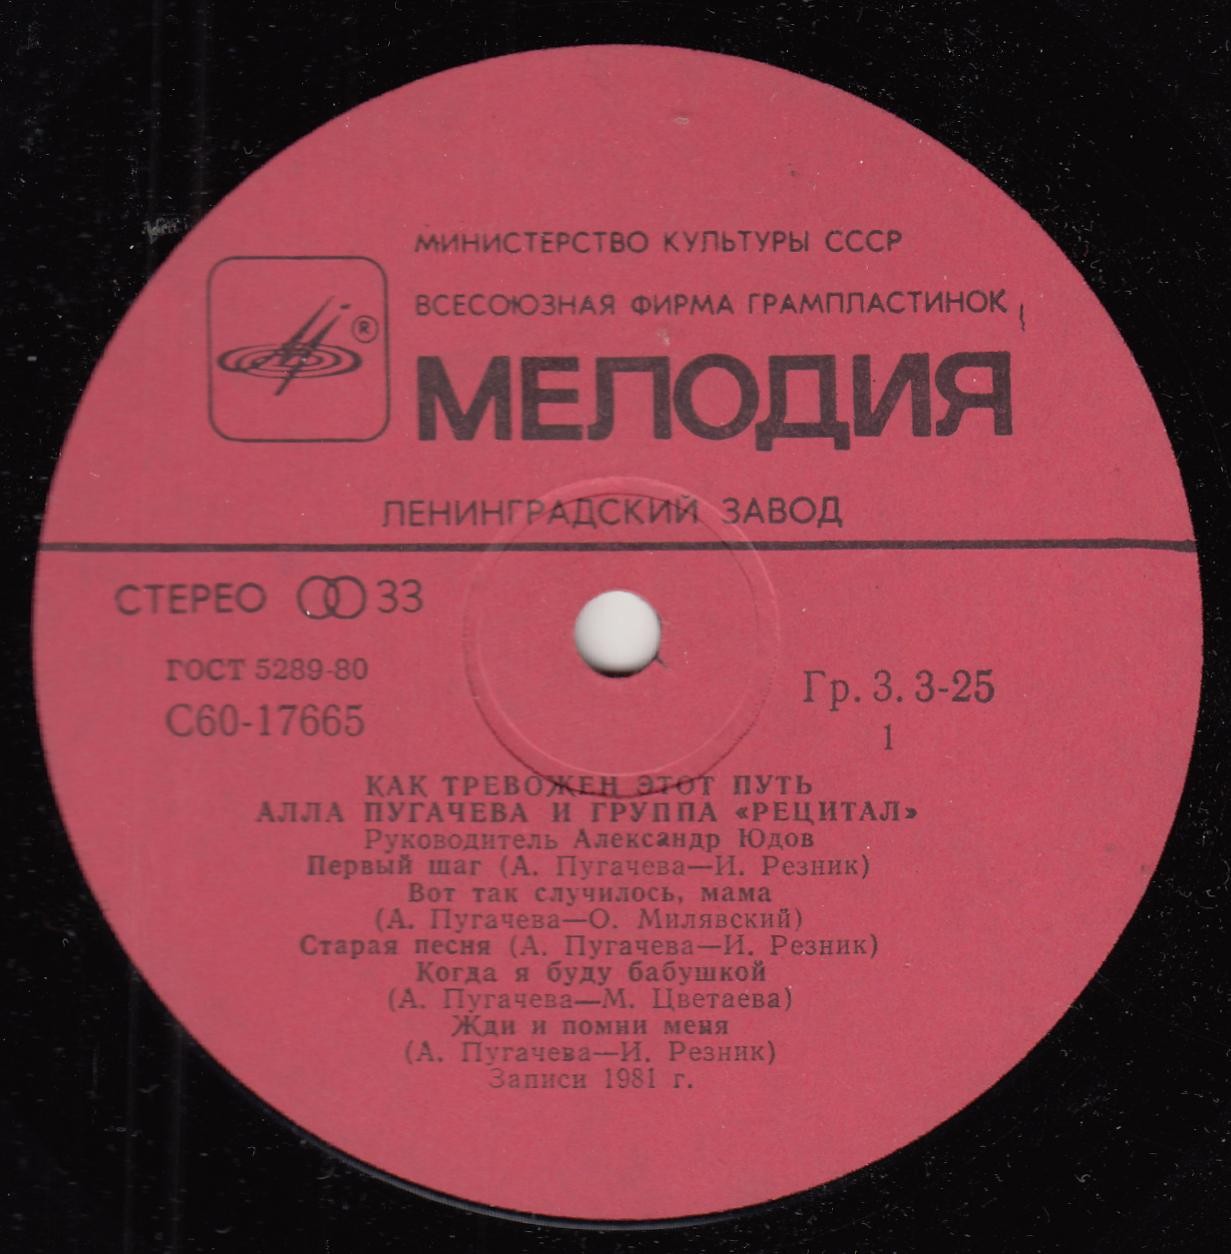 МИНИСТЕРСТВО КУЛЬТУРЫ СССР
ВСЕСОЮЗНАЯ ФИРМА ГРАМПЛАСТИНОК
®
МЕЛОДИЯ
ЛЕНИНГРАДСКИЙ ЗАВОД
СТЕРЕО 33
ГОСТ 5289-80
С60-17665
Гр. 3. 3-25
1
КАК ТРЕВОЖЕН ЭТОТ ПУТЬ
АЛЛА ПУГАЧЕВА И ГРУППА «РЕЦИТАЛ»
Руководитель Александр Юдов
Первый шаг (А. Пугачева—И. Резник)
Вот так случилось, мама
(А. Пугачева—О. Милявский)
Старая песня (А. Пугачева—И. Резник)
Когда я буду бабушкой
(А. Пугачева—М. Цветаева)
Жди и помни меня
(А. Пугачева—И. Резник)
Записи 1981 г.